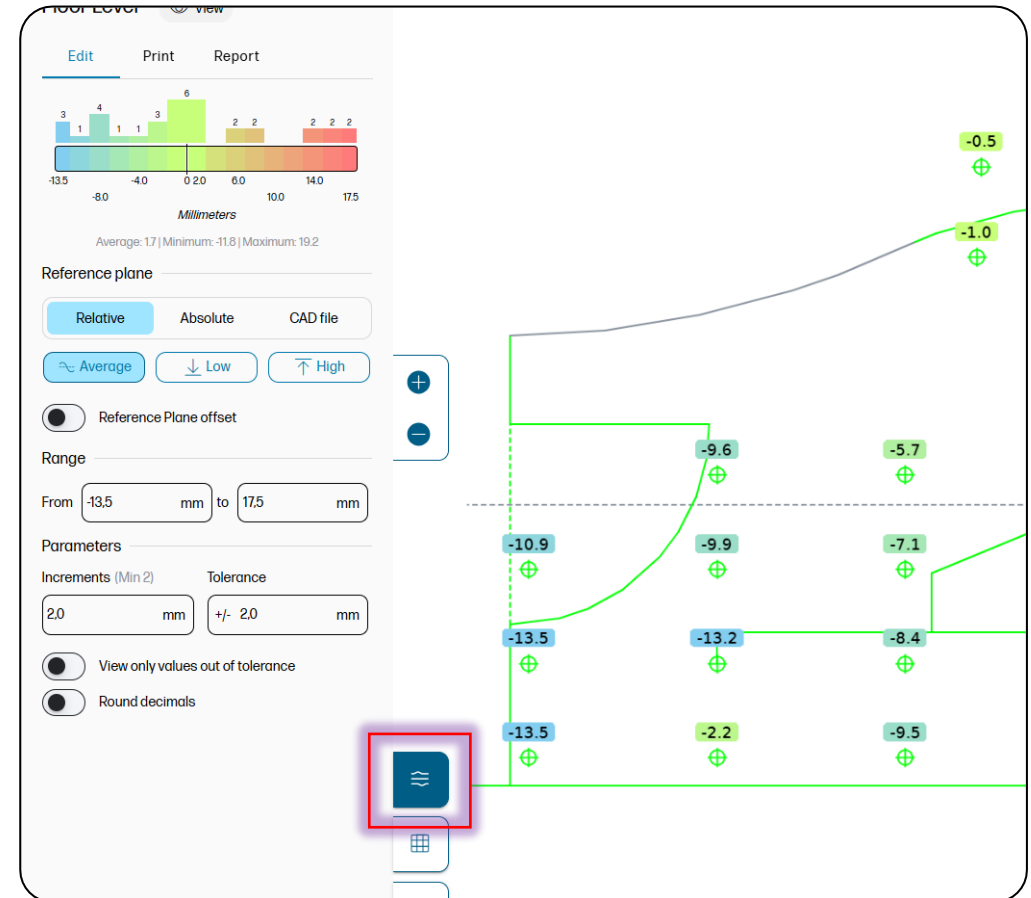 Floor Level View
Edit Print Report
6
4
3 3
1 1 1 2 2 2 2 2
-13.5 -4.0 0 2.0 6.0 14.0
-8.0 10.0 17.5
Millimeters
Average: 1.7 | Minimum: -11.8 | Maximum: 19.2
Reference plane
Relative Absolute CAD file
Average Low High
Reference Plane offset
Range
From -13,5 mm to 17,5 mm
Parameters
Increments (Min 2) Tolerance
2,0 mm +/- 2,0 mm
View only values out of tolerance
Round decimals
-0.5
-1.0
-9.6 -5.7
-10.9 -9.9 -7.1
-13.5 -13.2 -8.4
-13.5 -2.2 -9.5